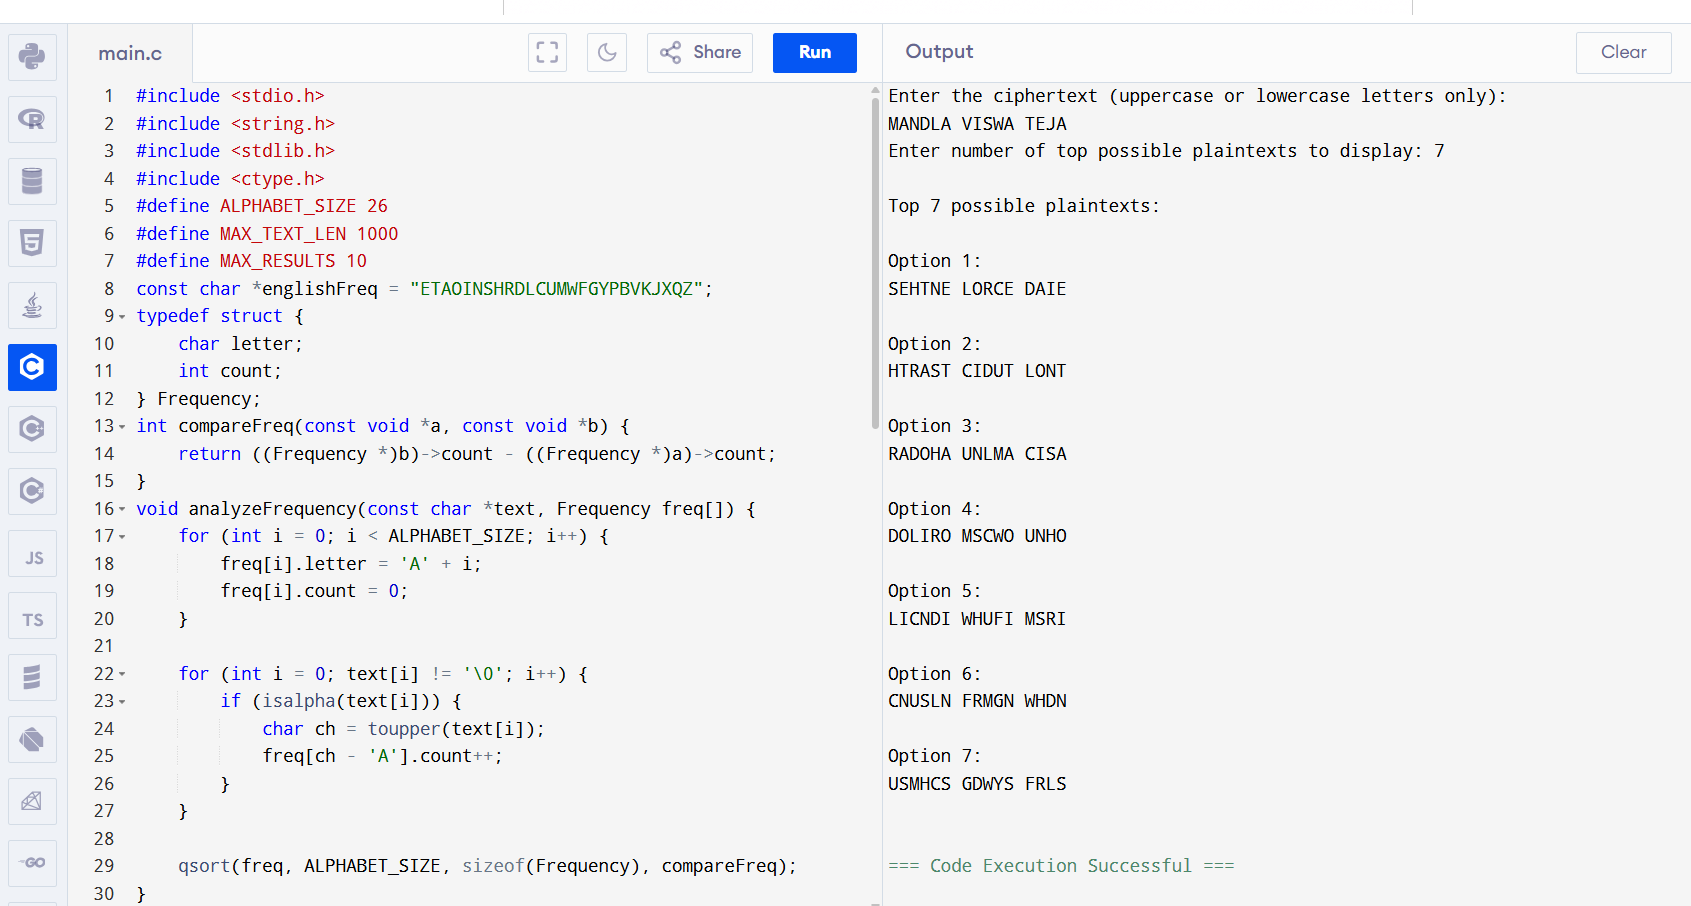 main.c
Share
Run
Output
Clear
1 #include <stdio.h>
2 #include <string.h>
3 #include <stdlib.h>
4 #include <ctype.h>
5 #define ALPHABET_SIZE 26
6 #define MAX_TEXT_LEN 1000
7 #define MAX_RESULTS 10
8 const char *englishFreq = "ETAOINSHRDLCUMWFGYPBVKJXQZ";
9 typedef struct {
10     char letter;
11     int count;
12 } Frequency;
13 int compareFreq(const void *a, const void *b) {
14     return ((Frequency *)b)->count - ((Frequency *)a)->count;
15 }
16 void analyzeFrequency(const char *text, Frequency freq[]) {
17     for (int i = 0; i < ALPHABET_SIZE; i++) {
18         freq[i].letter = 'A' + i;
19         freq[i].count = 0;
20     }
21
22     for (int i = 0; text[i] != '\0'; i++) {
23         if (isalpha(text[i])) {
24             char ch = toupper(text[i]);
25             freq[ch - 'A'].count++;
26         }
27     }
28
29     qsort(freq, ALPHABET_SIZE, sizeof(Frequency), compareFreq);
30 }
Enter the ciphertext (uppercase or lowercase letters only):
MANDLA VISWA TEJA
Enter number of top possible plaintexts to display: 7
Top 7 possible plaintexts:
Option 1:
SEHTNE LORCE DAIE
Option 2:
HTRAST CIDUT LONT
Option 3:
RADOHA UNLMA CISA
Option 4:
DOLIRO MSCWO UNHO
Option 5:
LICNDI WHUFI MSRI
Option 6:
CNUSLN FRMGN WHDN
Option 7:
USMHCS GDWYS FRLS
=== Code Execution Successful ===
R
5
C
C
C
JS
TS
GO